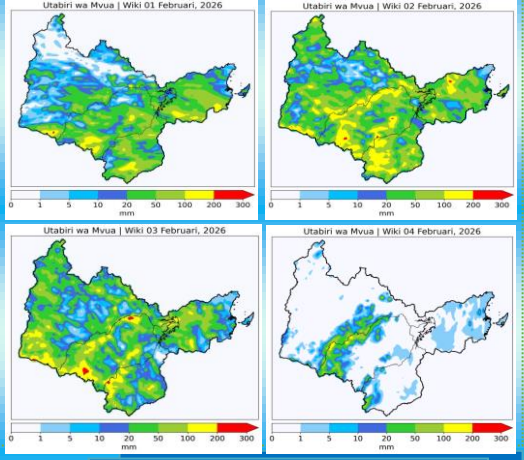 Utabiri wa Mvua | Wiki 01 Februari, 2026
0 1 5 10 20 50 100 200 300
mm
Utabiri wa Mvua | Wiki 02 Februari, 2026
0 1 5 10 20 50 100 200 300
mm
Utabiri wa Mvua | Wiki 03 Februari, 2026
0 1 5 10 20 50 100 200 300
mm
Utabiri wa Mvua | Wiki 04 Februari, 2026
0 1 5 10 20 50 100 200 300
mm